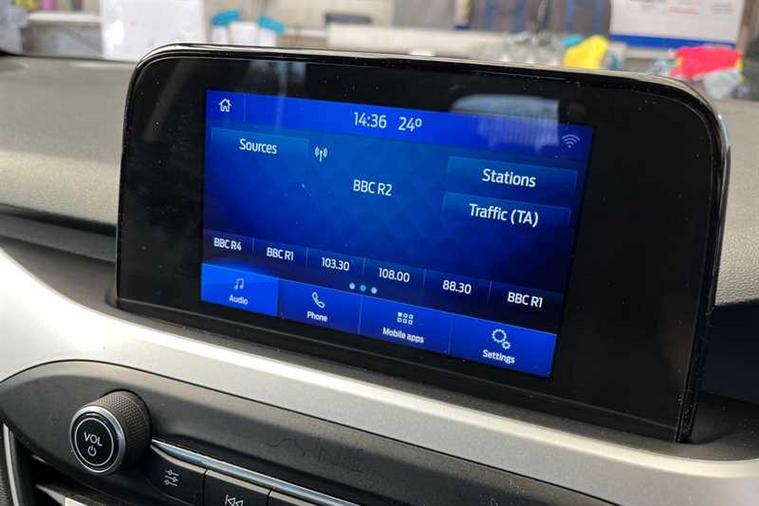 14:36 24°
Sources
BBC R2
Stations
Traffic (TA)
BBC R4 BBC R1 103.30 108.00 88.30 BBC R1
Audio Phone Mobile apps Settings
VOL